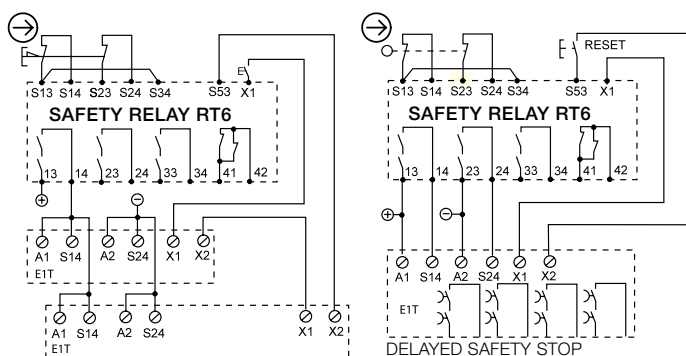 S13 S14 S23 S24 S34 S53 X1
SAFETY RELAY RT6
13 14 23 24 33 34 41 42
+ −
A1 S14 A2 S24 X1 X2
E1T
A1 S14 A2 S24 X1 X2
E1T
RESET
S13 S14 S23 S24 S34 S53 X1
SAFETY RELAY RT6
13 14 23 24 33 34 41 42
+ −
A1 S14 A2 S24 X1 X2
E1T
DELAYED SAFETY STOP